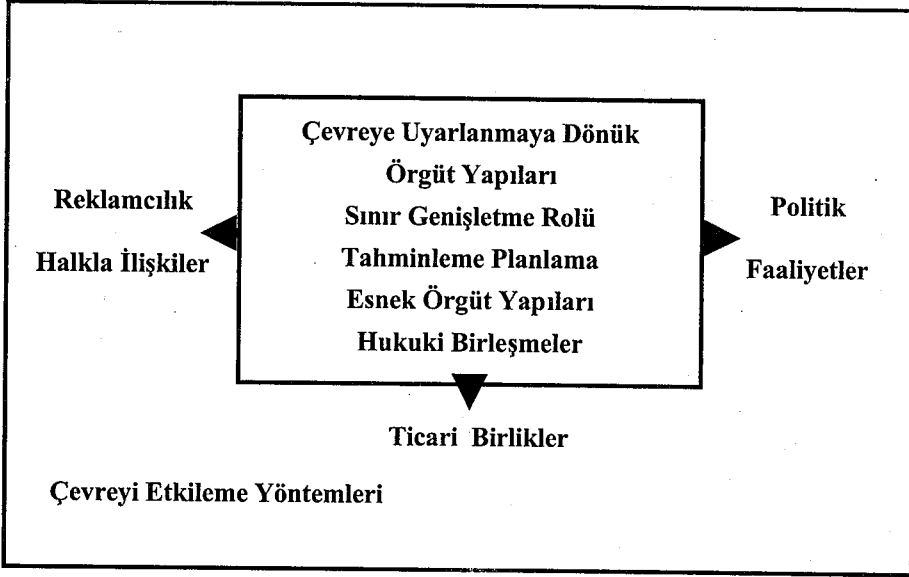 Çevreye Uyarlanmaya Dönük
Örgüt Yapıları
Sınır Genişletme Rolü
Tahminleme Planlama
Esnek Örgüt Yapıları
Hukuki Birleşmeler
Reklamcılık
Halkla İlişkiler
Politik
Faaliyetler
Ticari Birlikler
Çevreyi Etkileme Yöntemleri